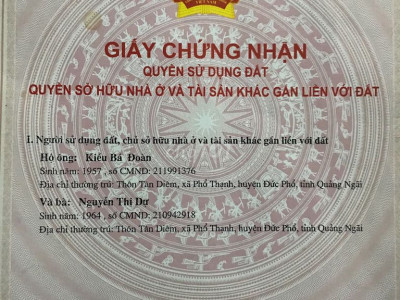 GIẤY CHỨNG NHẬN
QUYỀN SỬ DỤNG ĐẤT
QUYỀN SỞ HỮU NHÀ Ở VÀ TÀI SẢN KHÁC GẮN LIỀN VỚI ĐẤT
I. Người sử dụng đất, chủ sở hữu nhà ở và tài sản khác gắn liền với đất
Hộ ông: Kiều Bá Đoàn
Sinh năm: 1957 , số CMND: 211991376
Địa chỉ thường trú: Thôn Tân Diêm, xã Phổ Thạnh, huyện Đức Phổ, tỉnh Quảng Ngãi
Và bà: Nguyễn Thị Dơ
Sinh năm: 1964 , số CMND: 210942918
Địa chỉ thường trú: Thôn Tân Diêm, xã Phổ Thạnh, huyện Đức Phổ, tỉnh Quảng Ngãi